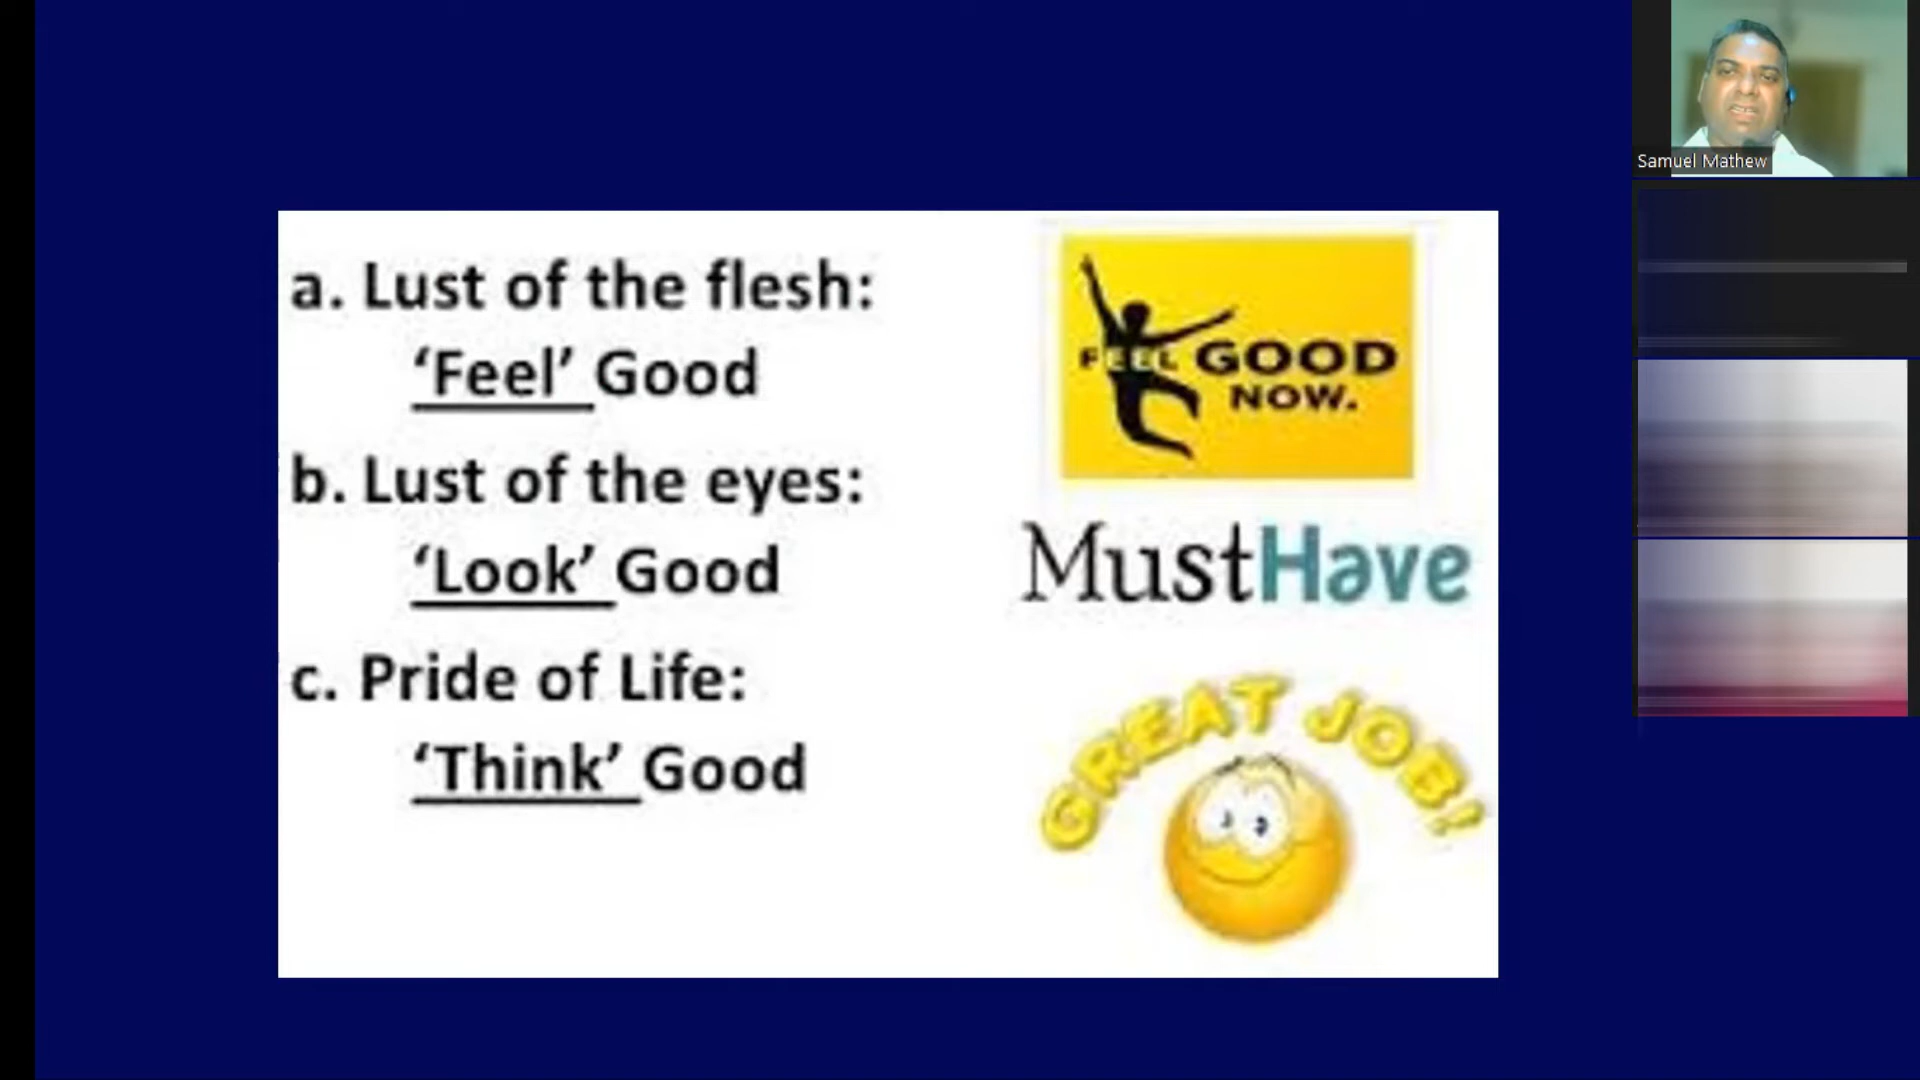 a. Lust of the flesh:
‘Feel’ Good
b. Lust of the eyes:
‘Look’ Good
c. Pride of Life:
‘Think’ Good
FEEL GOOD
NOW.
MustHave
GREAT JOB!
Samuel Mathew